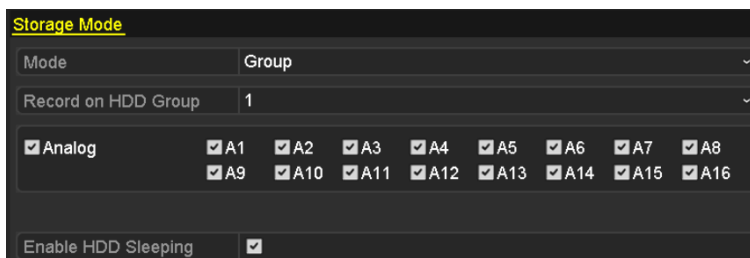 Storage Mode
Mode Group
Record on HDD Group 1
Analog A1 A2 A3 A4 A5 A6 A7 A8
A9 A10 A11 A12 A13 A14 A15 A16
Enable HDD Sleeping